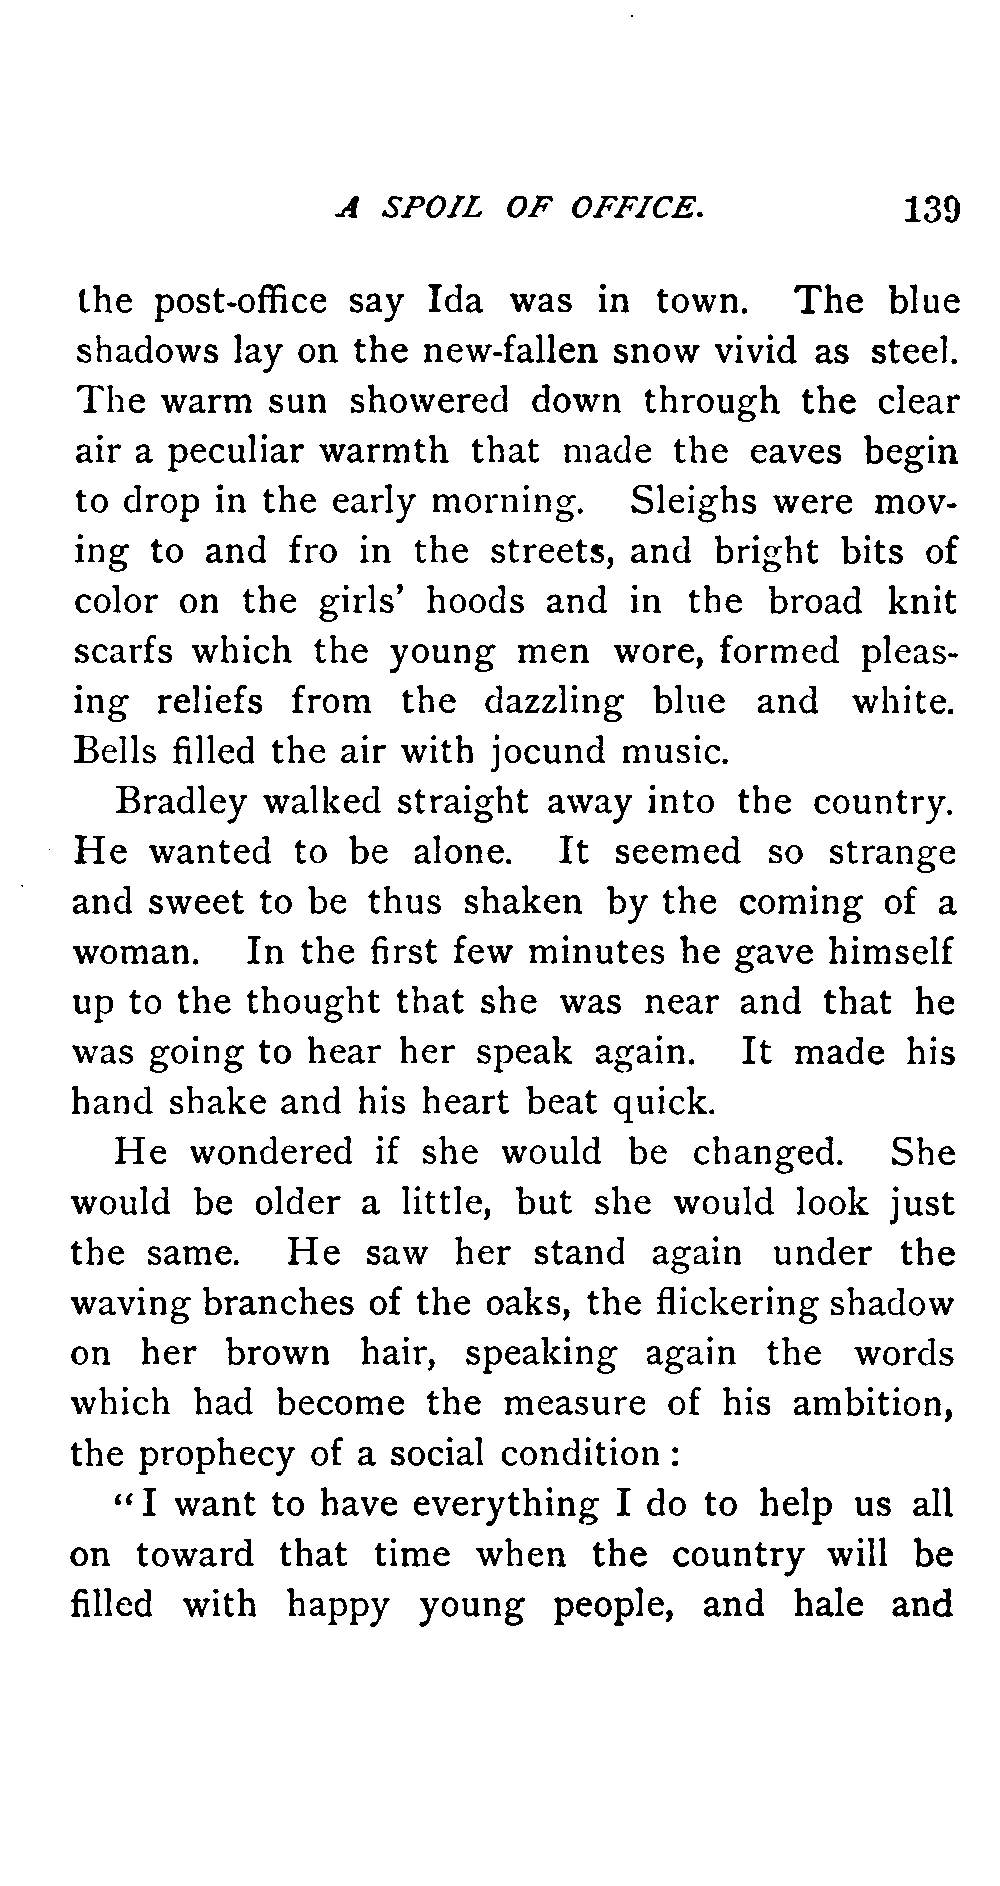 A SPOIL OF OFFICE. 139
the post-office say Ida was in town. The blue
shadows lay on the new-fallen snow vivid as steel.
The warm sun showered down through the clear
air a peculiar warmth that made the eaves begin
to drop in the early morning. Sleighs were mov-
ing to and fro in the streets, and bright bits of
color on the girls' hoods and in the broad knit
scarfs which the young men wore, formed pleas-
ing reliefs from the dazzling blue and white.
Bells filled the air with jocund music.
Bradley walked straight away into the country.
He wanted to be alone. It seemed so strange
and sweet to be thus shaken by the coming of a
woman. In the first few minutes he gave himself
up to the thought that she was near and that he
was going to hear her speak again. It made his
hand shake and his heart beat quick.
He wondered if she would be changed. She
would be older a little, but she would look just
the same. He saw her stand again under the
waving branches of the oaks, the flickering shadow
on her brown hair, speaking again the words
which had become the measure of his ambition,
the prophecy of a social condition :
"I want to have everything I do to help us all
on toward that time when the country will be
filled with happy young people, and hale and